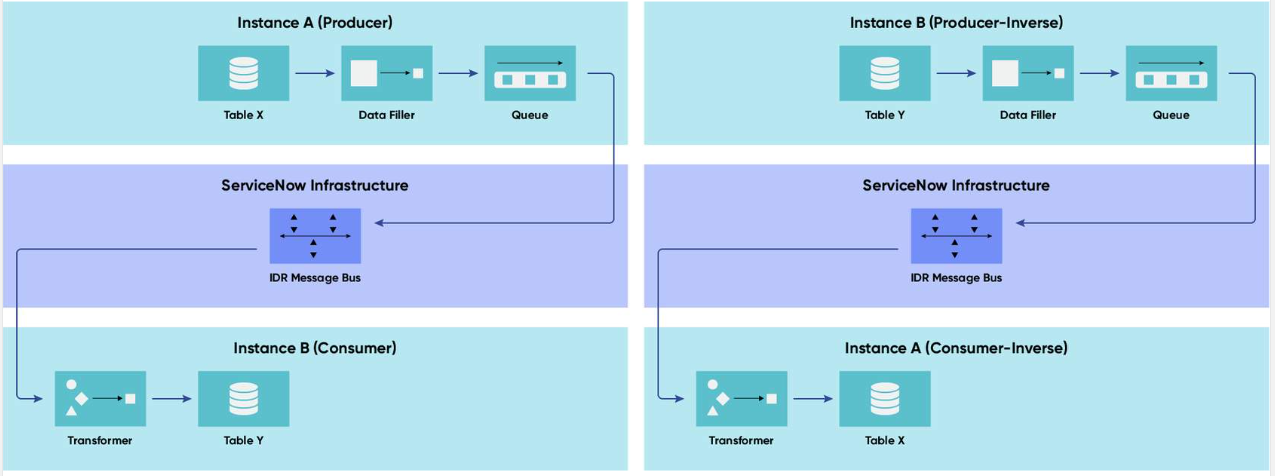 Instance A (Producer)
Table X
Data Filler
Queue
ServiceNow Infrastructure
IDR Message Bus
Instance B (Consumer)
Transformer
Table Y
Instance B (Producer-Inverse)
Table Y
Data Filler
Queue
ServiceNow Infrastructure
IDR Message Bus
Instance A (Consumer-Inverse)
Transformer
Table X